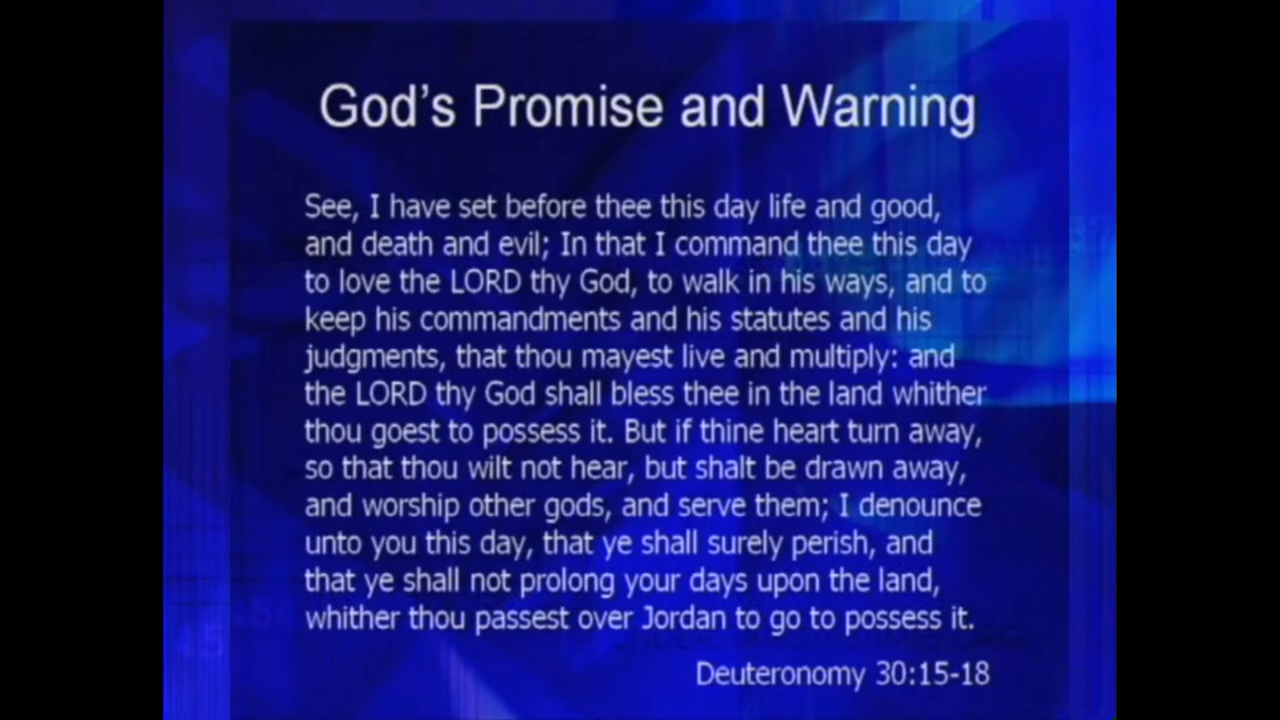 God's Promise and Warning
See, I have set before thee this day life and good,
and death and evil; In that I command thee this day
to love the LORD thy God, to walk in his ways, and to
keep his commandments and his statutes and his
judgments, that thou mayest live and multiply: and
the LORD thy God shall bless thee in the land whither
thou goest to possess it. But if thine heart turn away,
so that thou wilt not hear, but shalt be drawn away,
and worship other gods, and serve them; I denounce
unto you this day, that ye shall surely perish, and
that ye shall not prolong your days upon the land,
whither thou passest over Jordan to go to possess it.
Deuteronomy 30:15-18